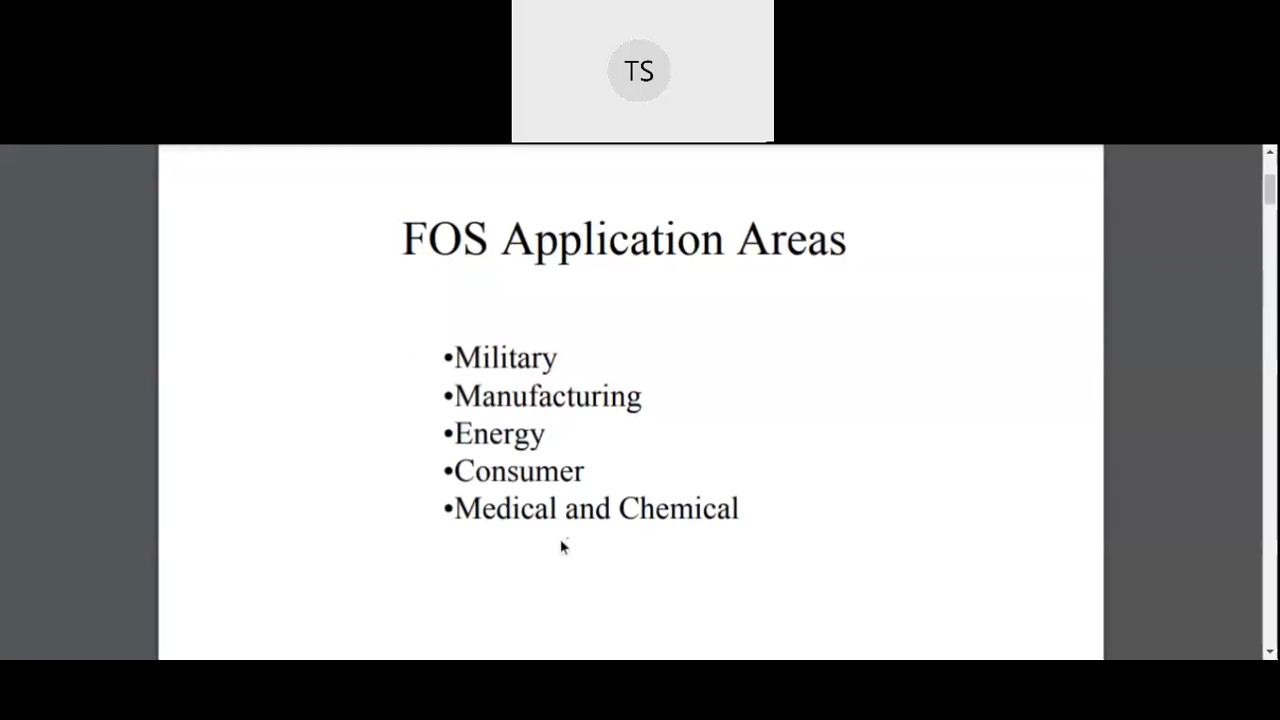 TS
FOS Application Areas
•Military
•Manufacturing
•Energy
•Consumer
•Medical and Chemical